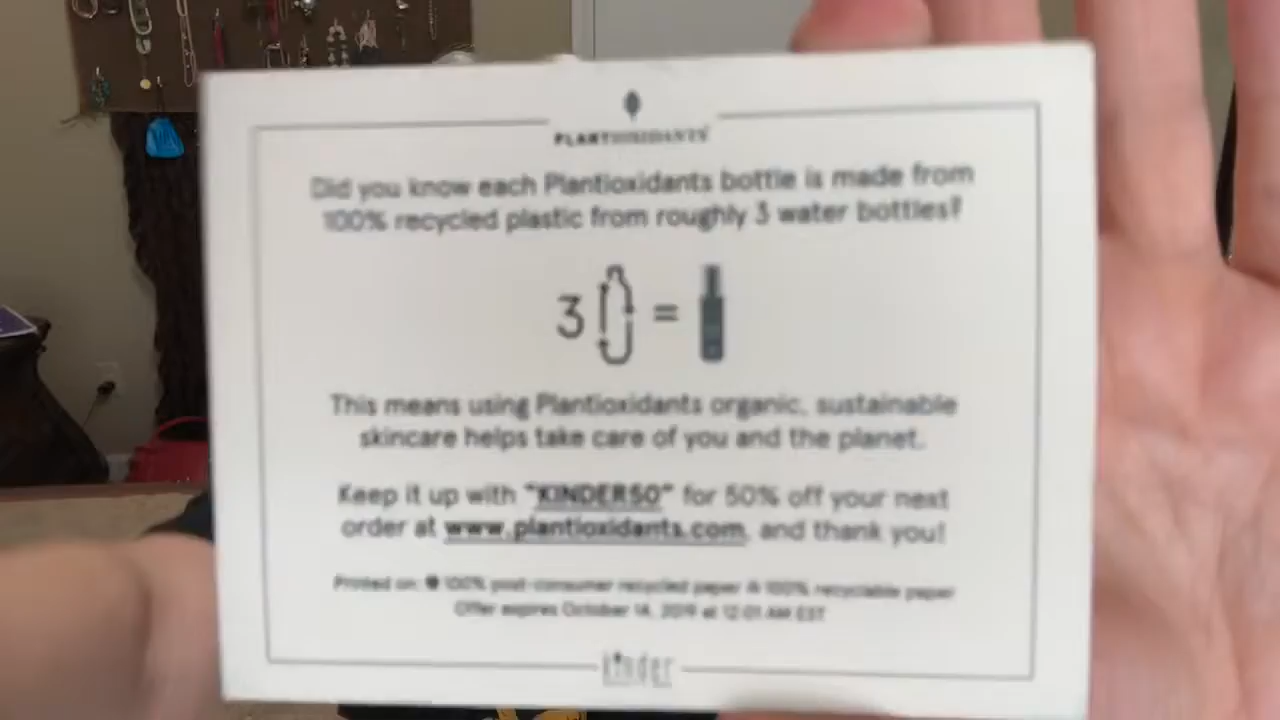 PLANTIOXIDANTS
Did you know each Plantioxidants bottle is made from
100% recycled plastic from roughly 3 water bottles?
3 =
This means using Plantioxidants organic, sustainable
skincare helps take care of you and the planet.
Keep it up with "KINDER50" for 50% off your next
order at www.plantioxidants.com, and thank you!
Printed on: 100% post-consumer recycled paper & 100% recyclable paper
Offer expires October 14, 2019 at 12:01 AM EST
kinder